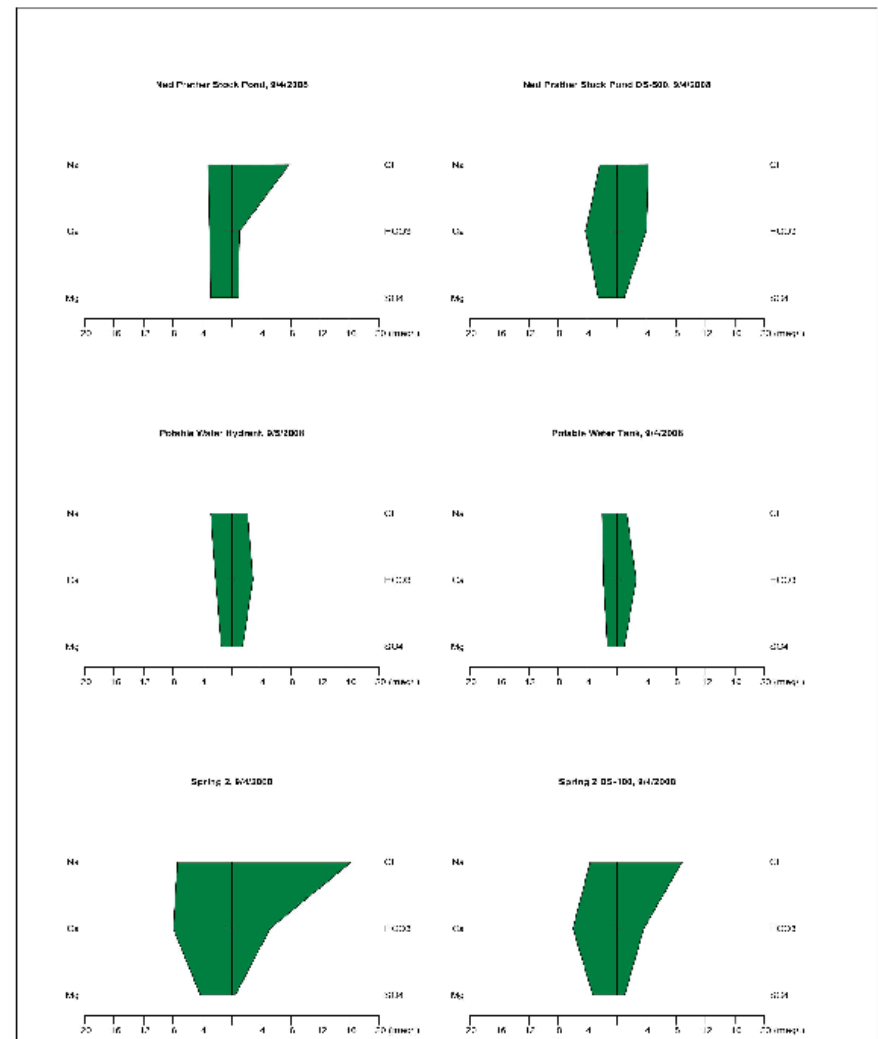 Ned Prather Stock Pond, 9/4/2008
Ned Prather Stock Pond DS-500, 9/4/2008
Na Cl
Na Cl
Ca HCO3
Ca HCO3
Mg SO4
Mg SO4
20 16 12 8 4 4 8 12 16 20 (meq/l)
20 16 12 8 4 4 8 12 16 20 (meq/l)
Potable Water Hydrant, 9/5/2008
Potable Water Tank, 9/4/2008
Na Cl
Na Cl
Ca HCO3
Ca HCO3
Mg SO4
Mg SO4
20 16 12 8 4 4 8 12 16 20 (meq/l)
20 16 12 8 4 4 8 12 16 20 (meq/l)
Spring 2, 9/4/2008
Spring 2 DS-100, 9/4/2008
Na Cl
Na Cl
Ca HCO3
Ca HCO3
Mg SO4
Mg SO4
20 16 12 8 4 4 8 12 16 20 (meq/l)
20 16 12 8 4 4 8 12 16 20 (meq/l)